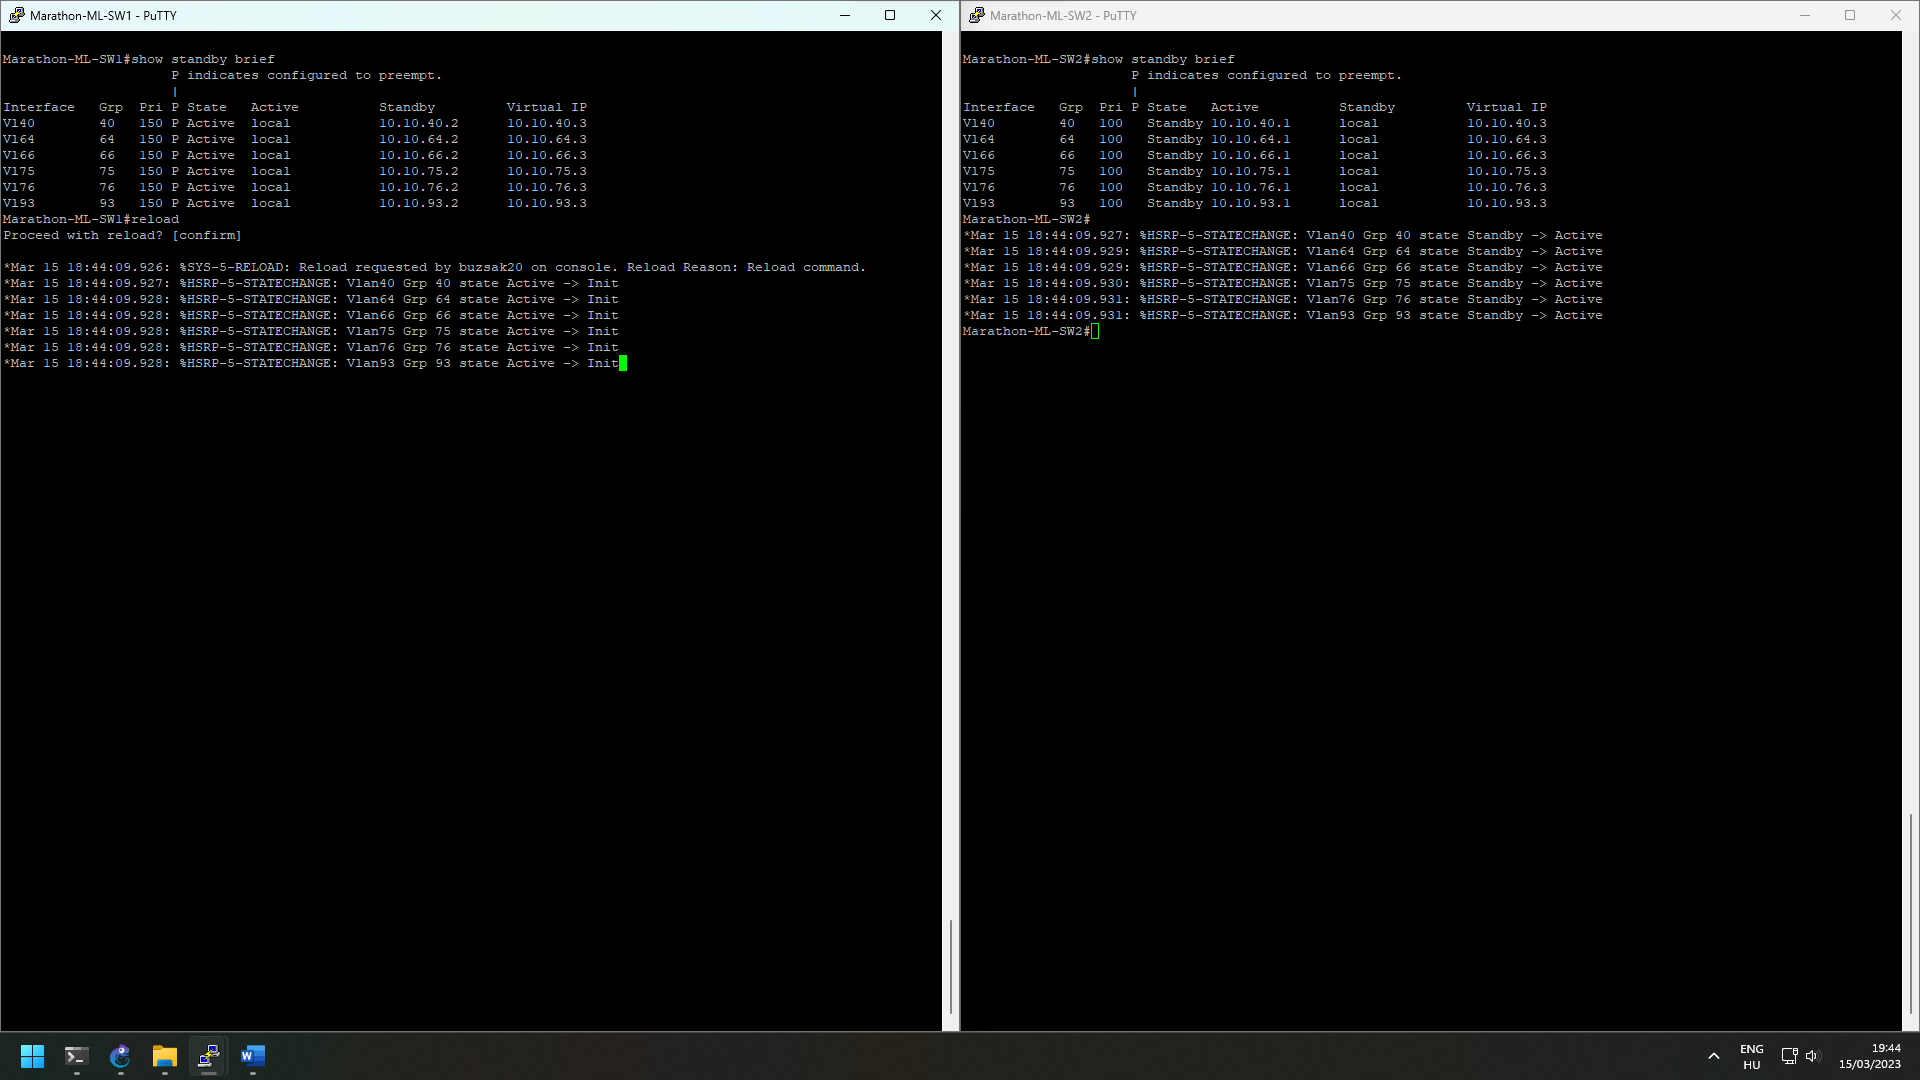 Marathon-ML-SW1 - PuTTY
Marathon-ML-SW1#show standby brief
                     P indicates configured to preempt.
                     |
Interface   Grp  Pri P State   Active          Standby         Virtual IP
Vl40        40   150 P Active  local           10.10.40.2      10.10.40.3
Vl64        64   150 P Active  local           10.10.64.2      10.10.64.3
Vl66        66   150 P Active  local           10.10.66.2      10.10.66.3
Vl75        75   150 P Active  local           10.10.75.2      10.10.75.3
Vl76        76   150 P Active  local           10.10.76.2      10.10.76.3
Vl93        93   150 P Active  local           10.10.93.2      10.10.93.3
Marathon-ML-SW1#reload
Proceed with reload? [confirm]
*Mar 15 18:44:09.926: %SYS-5-RELOAD: Reload requested by buzsak20 on console. Reload Reason: Reload command.
*Mar 15 18:44:09.927: %HSRP-5-STATECHANGE: Vlan40 Grp 40 state Active -> Init
*Mar 15 18:44:09.928: %HSRP-5-STATECHANGE: Vlan64 Grp 64 state Active -> Init
*Mar 15 18:44:09.928: %HSRP-5-STATECHANGE: Vlan66 Grp 66 state Active -> Init
*Mar 15 18:44:09.928: %HSRP-5-STATECHANGE: Vlan75 Grp 75 state Active -> Init
*Mar 15 18:44:09.928: %HSRP-5-STATECHANGE: Vlan76 Grp 76 state Active -> Init
*Mar 15 18:44:09.928: %HSRP-5-STATECHANGE: Vlan93 Grp 93 state Active -> Init
Marathon-ML-SW2 - PuTTY
Marathon-ML-SW2#show standby brief
                     P indicates configured to preempt.
                     |
Interface   Grp  Pri P State   Active          Standby         Virtual IP
Vl40        40   100   Standby 10.10.40.1      local           10.10.40.3
Vl64        64   100   Standby 10.10.64.1      local           10.10.64.3
Vl66        66   100   Standby 10.10.66.1      local           10.10.66.3
Vl75        75   100   Standby 10.10.75.1      local           10.10.75.3
Vl76        76   100   Standby 10.10.76.1      local           10.10.76.3
Vl93        93   100   Standby 10.10.93.1      local           10.10.93.3
Marathon-ML-SW2#
*Mar 15 18:44:09.927: %HSRP-5-STATECHANGE: Vlan40 Grp 40 state Standby -> Active
*Mar 15 18:44:09.929: %HSRP-5-STATECHANGE: Vlan64 Grp 64 state Standby -> Active
*Mar 15 18:44:09.929: %HSRP-5-STATECHANGE: Vlan66 Grp 66 state Standby -> Active
*Mar 15 18:44:09.930: %HSRP-5-STATECHANGE: Vlan75 Grp 75 state Standby -> Active
*Mar 15 18:44:09.931: %HSRP-5-STATECHANGE: Vlan76 Grp 76 state Standby -> Active
*Mar 15 18:44:09.931: %HSRP-5-STATECHANGE: Vlan93 Grp 93 state Standby -> Active
Marathon-ML-SW2#
W
ENG
HU
19:44
15/03/2023